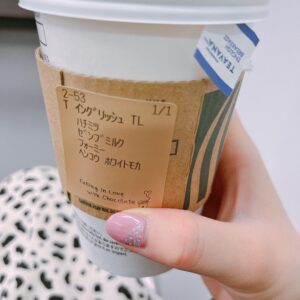 2-53 1/1
T イングリッシュ TL
ハチミツ
ゼンブミルク
フォーミー
ヘンコウ ホワイトモカ
Falling in Love
with Chocolate
TEAVANA™